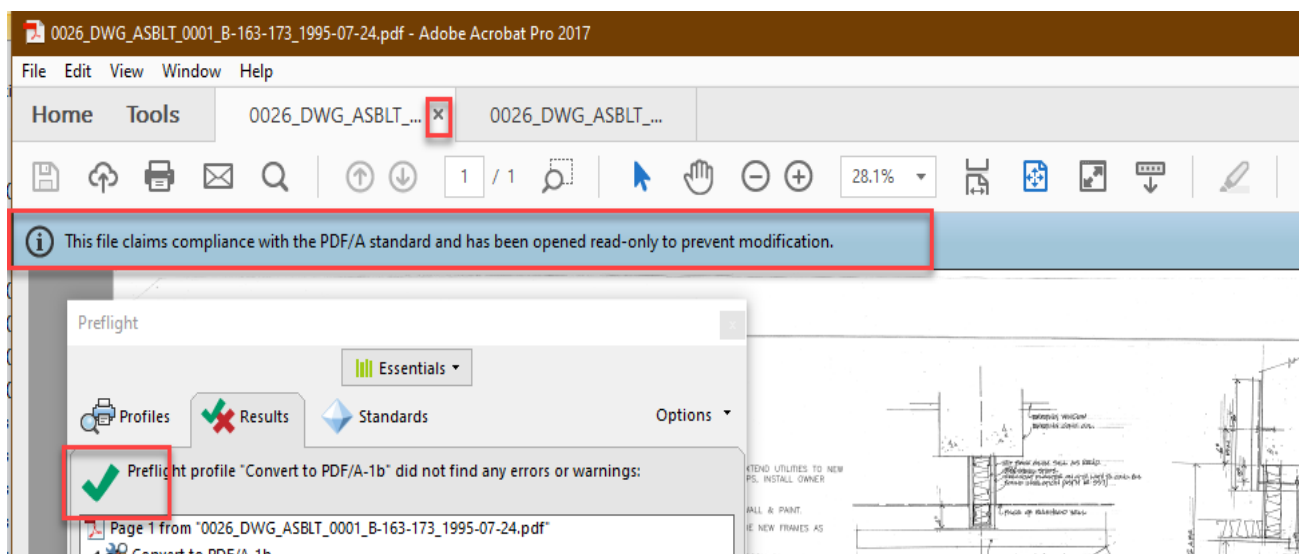 0026_DWG_ASBLT_0001_B-163-173_1995-07-24.pdf - Adobe Acrobat Pro 2017
File Edit View Window Help
Home Tools 0026_DWG_ASBLT_... × 0026_DWG_ASBLT_...
1 / 1 28.1%
This file claims compliance with the PDF/A standard and has been opened read-only to prevent modification.
Preflight
Essentials
Profiles Results Standards Options
Preflight profile "Convert to PDF/A-1b" did not find any errors or warnings:
Page 1 from "0026_DWG_ASBLT_0001_B-163-173_1995-07-24.pdf"
Convert to PDF/A-1b
UTILITIES TO NEW
INSTALL OWNER
& PAINT.
NEW FRAMES AS